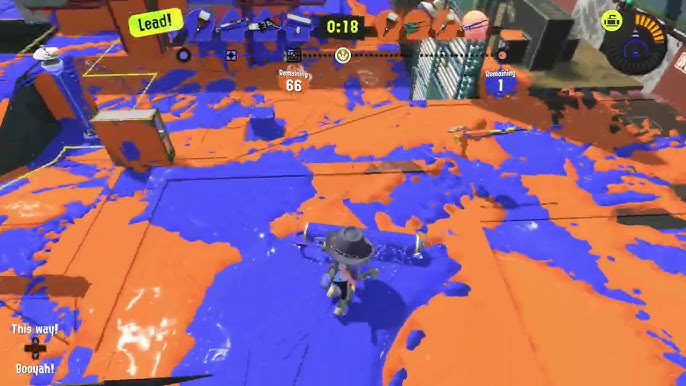 Lead!
0:18
Remaining
66
Remaining
1
This way!
Booyah!